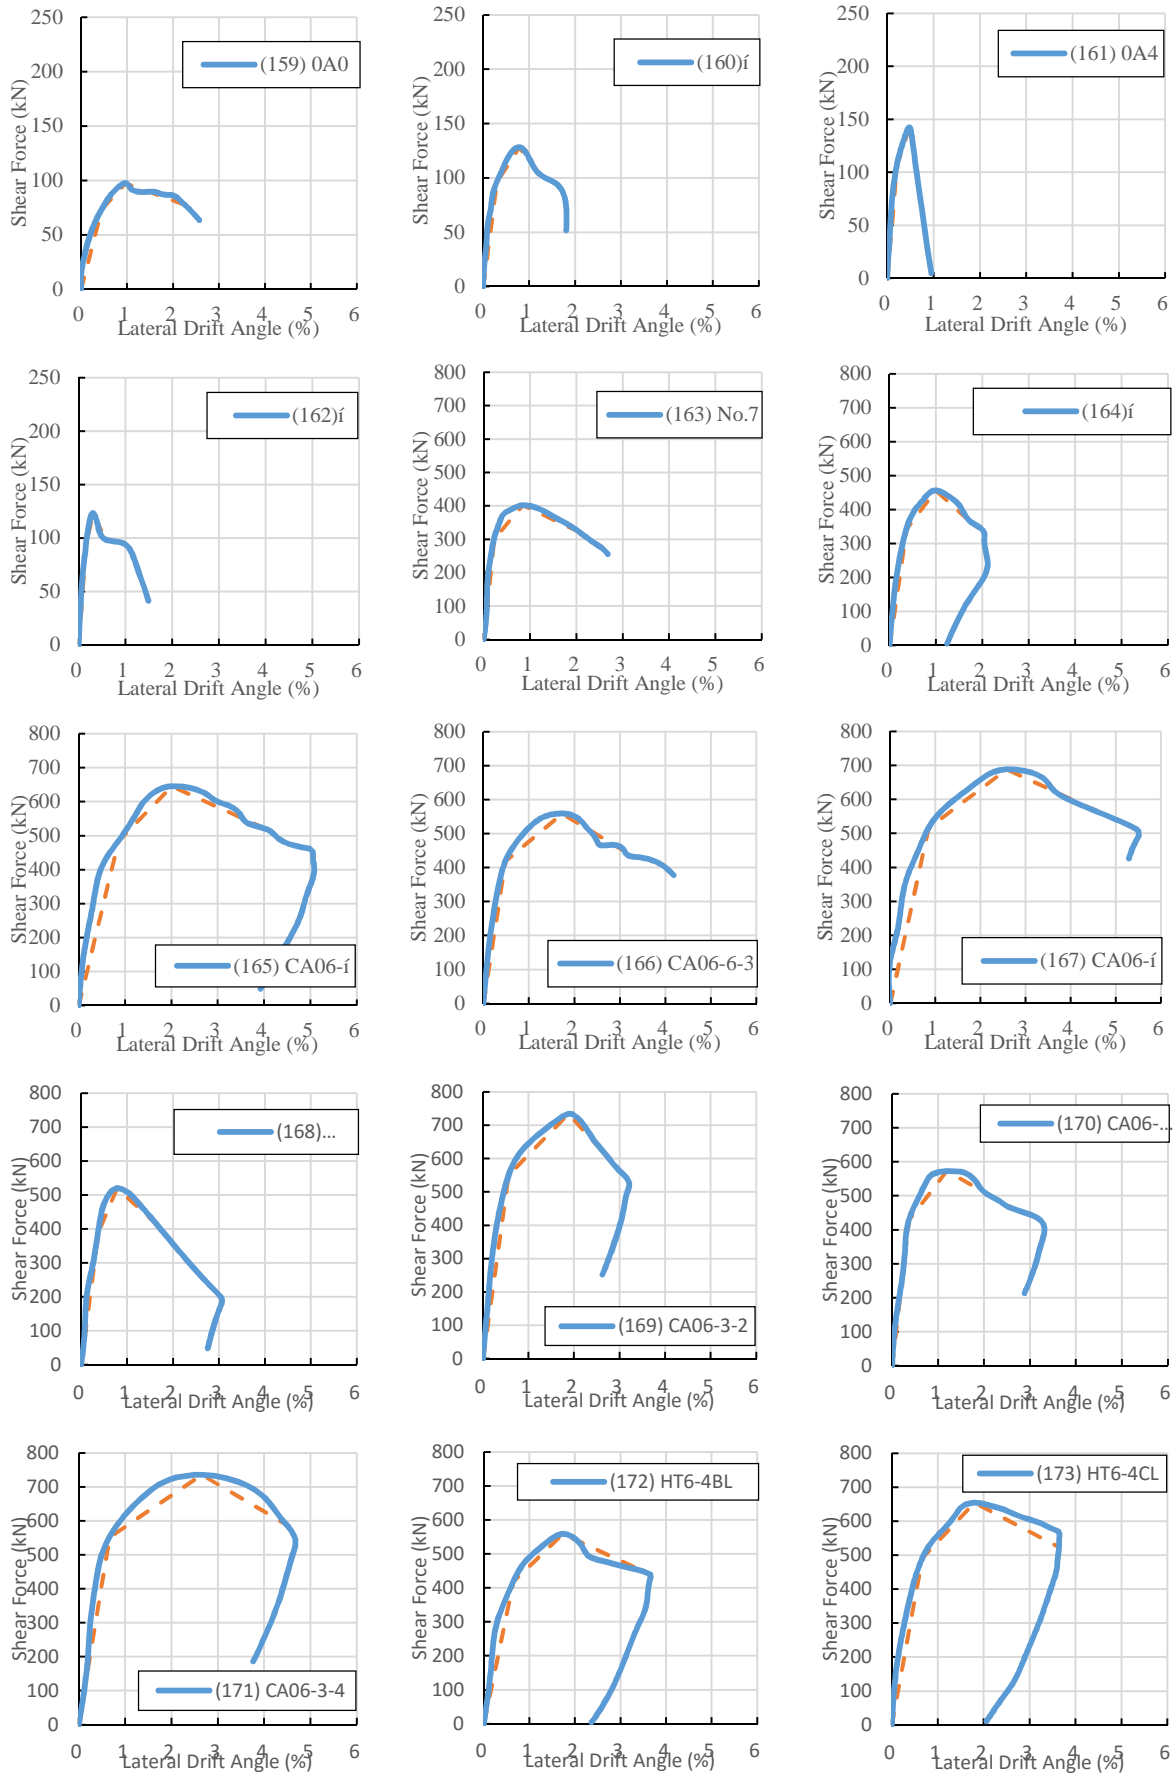 250
200
150
100
50
0
Shear Force (kN)
(159) 0A0
0 1 2 3 4 5 6
Lateral Drift Angle (%)
250
200
150
100
50
0
Shear Force (kN)
(160)í
0 1 2 3 4 5 6
Lateral Drift Angle (%)
250
200
150
100
50
0
Shear Force (kN)
(161) 0A4
0 1 2 3 4 5 6
Lateral Drift Angle (%)
250
200
150
100
50
0
Shear Force (kN)
(162)í
0 1 2 3 4 5 6
Lateral Drift Angle (%)
800
700
600
500
400
300
200
100
0
Shear Force (kN)
(163) No.7
0 1 2 3 4 5 6
Lateral Drift Angle (%)
800
700
600
500
400
300
200
100
0
Shear Force (kN)
(164)í
0 1 2 3 4 5 6
Lateral Drift Angle (%)
800
700
600
500
400
300
200
100
0
Shear Force (kN)
(165) CA06-í
0 1 2 3 4 5 6
Lateral Drift Angle (%)
800
700
600
500
400
300
200
100
0
Shear Force (kN)
(166) CA06-6-3
0 1 2 3 4 5 6
Lateral Drift Angle (%)
800
700
600
500
400
300
200
100
0
Shear Force (kN)
(167) CA06-í
0 1 2 3 4 5 6
Lateral Drift Angle (%)
800
700
600
500
400
300
200
100
0
Shear Force (kN)
(168)...
0 1 2 3 4 5 6
Lateral Drift Angle (%)
800
700
600
500
400
300
200
100
0
Shear Force (kN)
(169) CA06-3-2
0 1 2 3 4 5 6
Lateral Drift Angle (%)
800
700
600
500
400
300
200
100
0
Shear Force (kN)
(170) CA06-...
0 1 2 3 4 5 6
Lateral Drift Angle (%)
800
700
600
500
400
300
200
100
0
Shear Force (kN)
(171) CA06-3-4
0 1 2 3 4 5 6
Lateral Drift Angle (%)
800
700
600
500
400
300
200
100
0
Shear Force (kN)
(172) HT6-4BL
0 1 2 3 4 5 6
Lateral Drift Angle (%)
800
700
600
500
400
300
200
100
0
Shear Force (kN)
(173) HT6-4CL
0 1 2 3 4 5 6
Lateral Drift Angle (%)